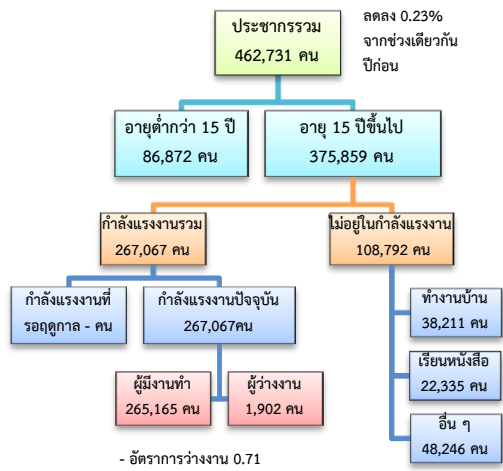 ประชากรรวม
462,731 คน
ลดลง 0.23%
จากช่วงเดียวกัน
ปีก่อน
อายุต่ำกว่า 15 ปี
86,872 คน
อายุ 15 ปีขึ้นไป
375,859 คน
กำลังแรงงานรวม
267,067 คน
ไม่อยู่ในกำลังแรงงาน
108,792 คน
กำลังแรงงานที่
รอฤดูกาล - คน
กำลังแรงงานปัจจุบัน
267,067คน
ทำงานบ้าน
38,211 คน
เรียนหนังสือ
22,335 คน
อื่น ๆ
48,246 คน
ผู้มีงานทำ
265,165 คน
ผู้ว่างงาน
1,902 คน
- อัตราการว่างงาน 0.71